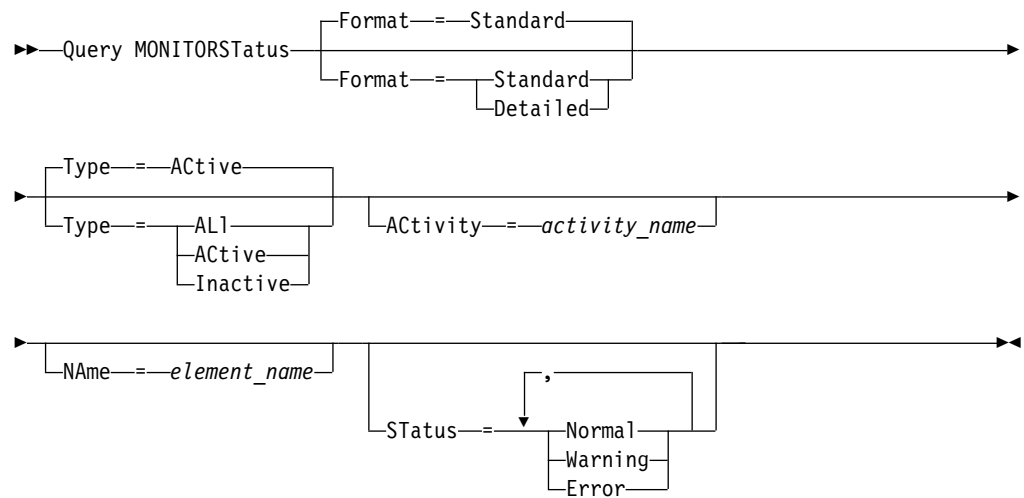 Format = Standard
Query MONITORSTatus
Format = Standard
Detailed
Type = ACtive
Type = ALl
ACtive
Inactive
ACtivity = activity_name
NAme = element_name
,
STatus = Normal
Warning
Error